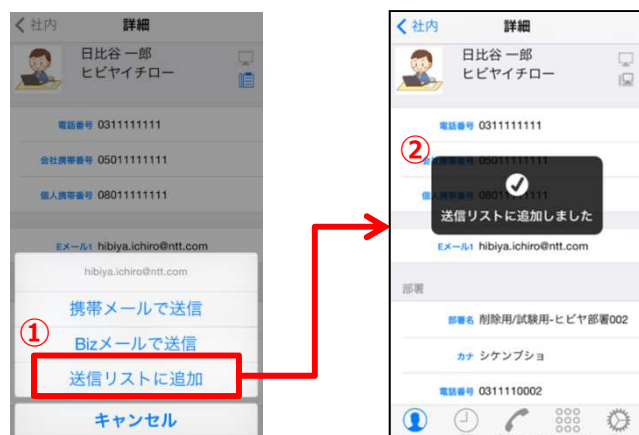 社内
詳細
日比谷 一郎
ヒビヤイチロー
電話番号 0311111111
会社携帯番号 05011111111
個人携帯番号 08011111111
Eメール1 hibiya.ichiro@ntt.com
hibiya.ichiro@ntt.com
携帯メールで送信
①
Bizメールで送信
送信リストに追加
キャンセル
社内
詳細
日比谷 一郎
ヒビヤイチロー
電話番号 0311111111
②
送信リストに追加しました
Eメール1 hibiya.ichiro@ntt.com
部署
部署名 削除用/試験用-ヒビヤ部署002
カナ シケンブショ
電話番号 0311110002